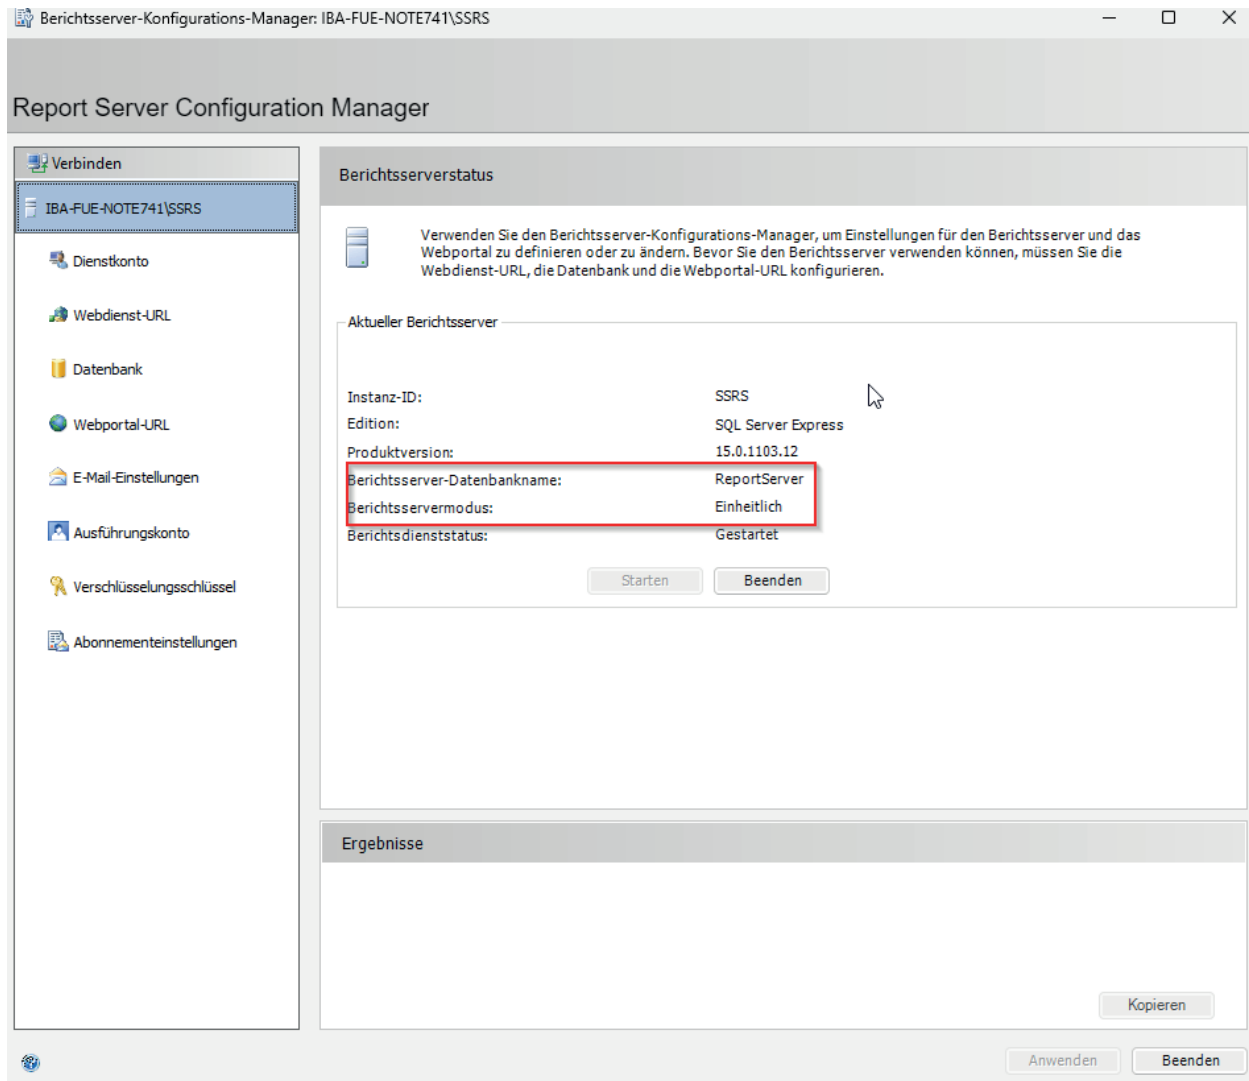 Berichtsserver-Konfigurations-Manager: IBA-FUE-NOTE741\SSRS
Report Server Configuration Manager
Verbinden
IBA-FUE-NOTE741\SSRS
Dienstkonto
Webdienst-URL
Datenbank
Webportal-URL
E-Mail-Einstellungen
Ausführungskonto
Verschlüsselungsschlüssel
Abonnementeinstellungen
Berichtsserverstatus
Verwenden Sie den Berichtsserver-Konfigurations-Manager, um Einstellungen für den Berichtsserver und das
Webportal zu definieren oder zu ändern. Bevor Sie den Berichtsserver verwenden können, müssen Sie die
Webdienst-URL, die Datenbank und die Webportal-URL konfigurieren.
Aktueller Berichtsserver
Instanz-ID: SSRS
Edition: SQL Server Express
Produktversion: 15.0.1103.12
Berichtsserver-Datenbankname: ReportServer
Berichtsservermodus: Einheitlich
Berichtsdienststatus: Gestartet
Starten Beenden
Ergebnisse
Kopieren
Anwenden Beenden